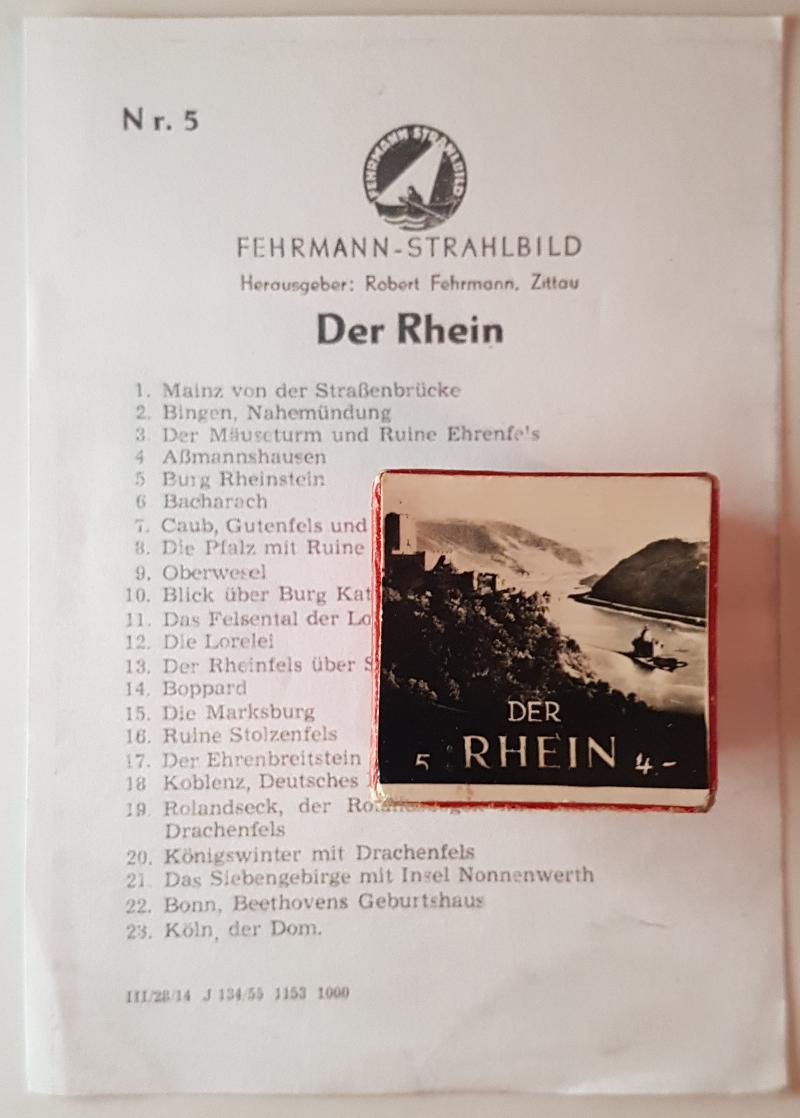 Nr. 5
FEHRMANN STRAHLBILD
FEHRMANN-STRAHLBILD
Herausgeber: Robert Fehrmann, Zittau
Der Rhein
1. Mainz von der Straßenbrücke
2. Bingen, Nahemündung
3. Der Mäuseturm und Ruine Ehrenfe's
4 Aßmannshausen
5 Burg Rheinstein
6 Bacharach
7. Caub, Gutenfels und
8. Die Pfalz mit Ruine
9. Oberwesel
10. Blick über Burg Kat
11. Das Felsental der Lo
12. Die Lorelei
13. Der Rheinfels über S
14. Boppard
15. Die Marksburg
16. Ruine Stolzenfels
17. Der Ehrenbreitstein
18 Koblenz, Deutsches
19. Rolandseck, der
Drachenfels
20. Königswinter mit Drachenfels
21. Das Siebengebirge mit Insel Nonnenwerth
22. Bonn, Beethovens Geburtshaus
23. Köln, der Dom.
III/28/14 J 134/55 1153 1000
DER
5 RHEIN 4-